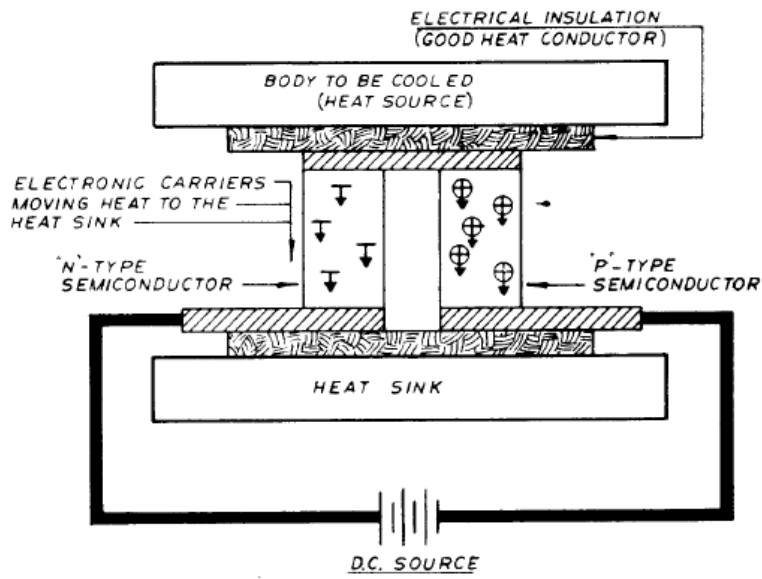 ELECTRICAL INSULATION
(GOOD HEAT CONDUCTOR)
BODY TO BE COOLED
(HEAT SOURCE)
ELECTRONIC CARRIERS
MOVING HEAT TO THE
HEAT SINK
"N"-TYPE
SEMICONDUCTOR
"P"-TYPE
SEMICONDUCTOR
HEAT SINK
D.C. SOURCE